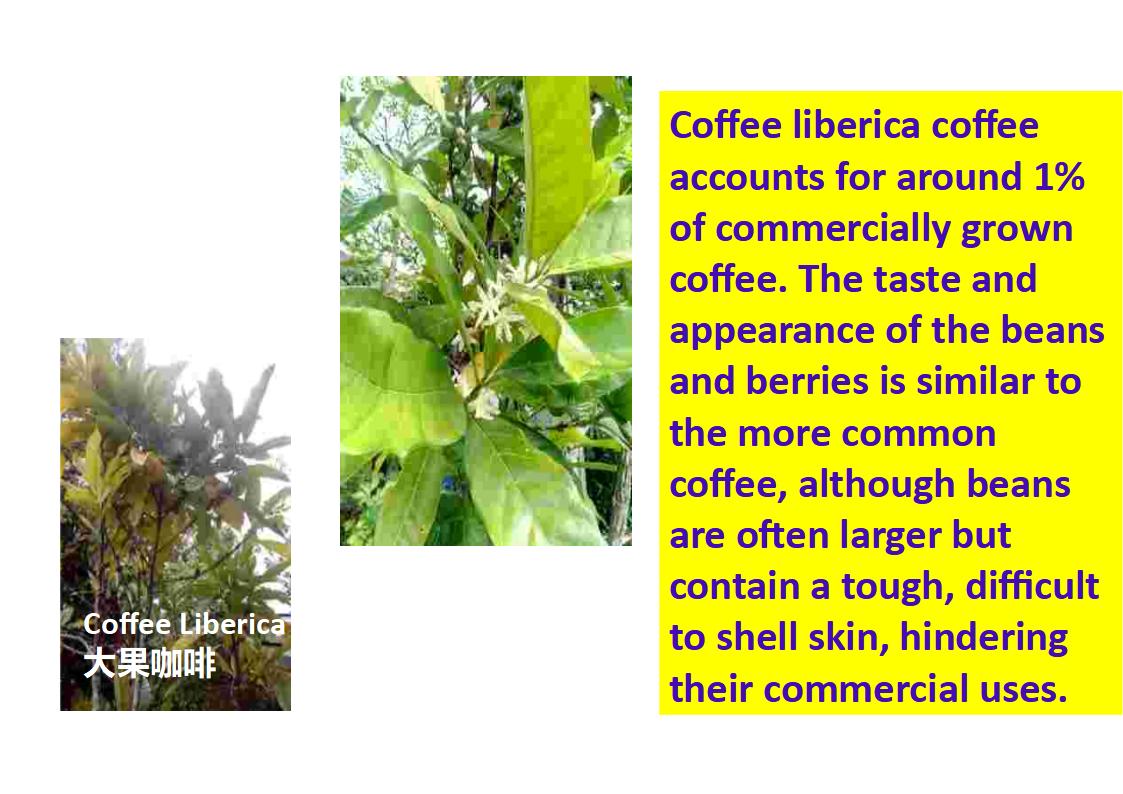 Coffee liberica coffee
accounts for around 1%
of commercially grown
coffee. The taste and
appearance of the beans
and berries is similar to
the more common
coffee, although beans
are often larger but
contain a tough, difficult
to shell skin, hindering
their commercial uses.
Coffee Liberica
大果咖啡